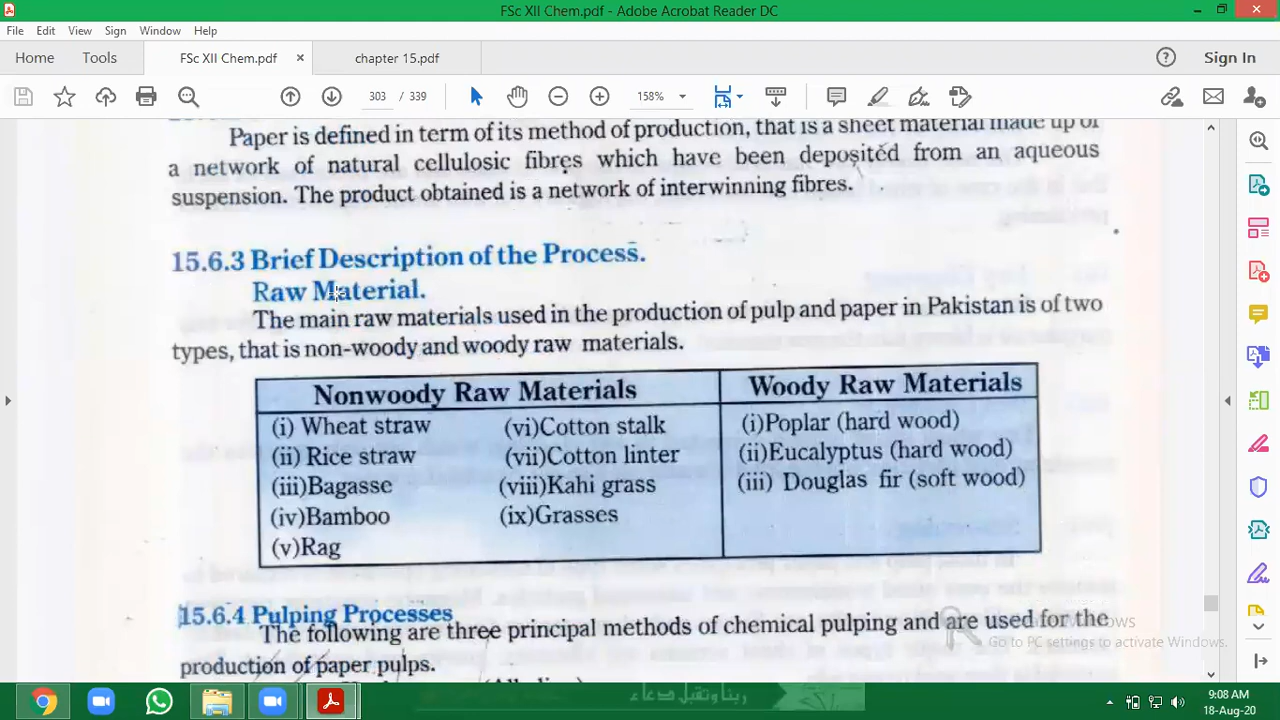 FSc XII Chem.pdf - Adobe Acrobat Reader DC
File Edit View Sign Window Help
Home Tools FSc XII Chem.pdf × chapter 15.pdf Sign In
303 / 339 158%
Paper is defined in term of its method of production, that is a sheet material made up of
a network of natural cellulosic fibres which have been deposited from an aqueous
suspension. The product obtained is a network of interwinning fibres.
15.6.3 Brief Description of the Process.
Raw Material.
The main raw materials used in the production of pulp and paper in Pakistan is of two
types, that is non-woody and woody raw materials.
Nonwoody Raw Materials Woody Raw Materials
(i) Wheat straw (vi)Cotton stalk (i)Poplar (hard wood)
(ii) Rice straw (vii)Cotton linter (ii)Eucalyptus (hard wood)
(iii)Bagasse (viii)Kahi grass (iii) Douglas fir (soft wood)
(iv)Bamboo (ix)Grasses
(v)Rag
15.6.4 Pulping Processes
The following are three principal methods of chemical pulping and are used for the
production of paper pulps.
Go to PC settings to activate Windows.
ربنا وتقبل دعاء
9:08 AM
18-Aug-20